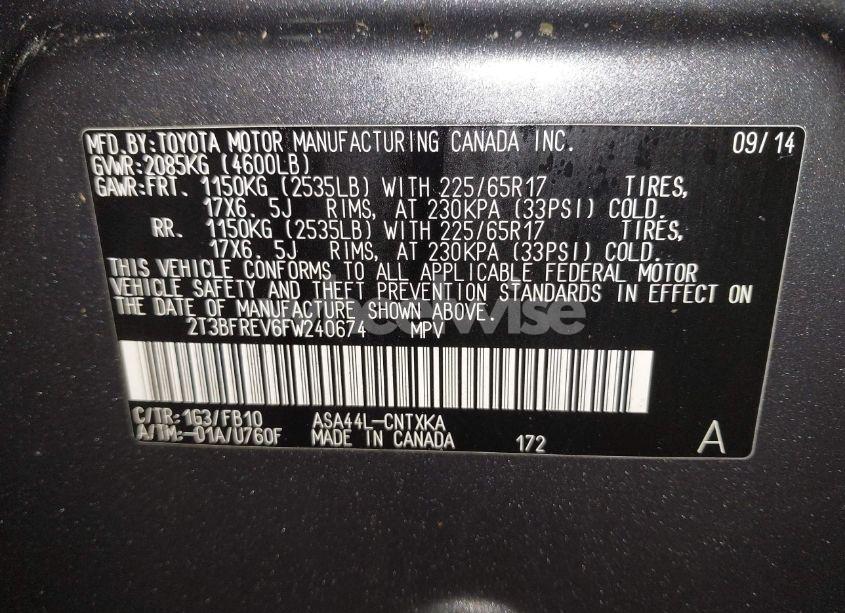 MFD.BY:TOYOTA MOTOR MANUFACTURING CANADA INC. 09/14
GVWR:2085KG (4600LB)
GAWR:FRT. 1150KG (2535LB) WITH 225/65R17 TIRES,
17X6. 5J RIMS, AT 230KPA (33PSI) COLD.
RR. 1150KG (2535LB) WITH 225/65R17 TIRES,
17X6. 5J RIMS, AT 230KPA (33PSI) COLD.
THIS VEHICLE CONFORMS TO ALL APPLICABLE FEDERAL MOTOR
VEHICLE SAFETY AND THEFT PREVENTION STANDARDS IN EFFECT ON
THE DATE OF MANUFACTURE SHOWN ABOVE.
2T3BFREV6FW240674 MPV
C/TR:1G3/FB10 ASA44L-CNTXKA
A/TM:-01A/U760F MADE IN CANADA 172 A